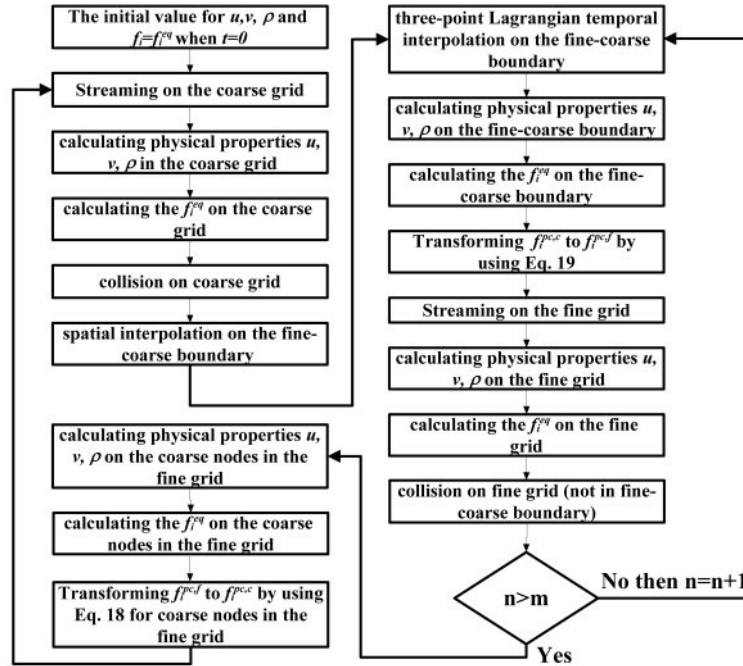 The initial value for u,v, ρ and
fᵢ=fᵢᵉᑫ when t=0
Streaming on the coarse grid
calculating physical properties u,
v, ρ in the coarse grid
calculating the fᵢᵉᑫ on the coarse
grid
collision on coarse grid
spatial interpolation on the fine-
coarse boundary
three-point Lagrangian temporal
interpolation on the fine-coarse
boundary
calculating physical properties u,
v, ρ on the fine-coarse boundary
calculating the fᵢᵉᑫ on the fine-
coarse boundary
Transforming fᵢᵖᶜ,ᶜ to fᵢᵖᶜ,ᶠ by
using Eq. 19
Streaming on the fine grid
calculating physical properties u,
v, ρ on the fine grid
calculating the fᵢᵉᑫ on the fine
grid
collision on fine grid (not in fine-
coarse boundary)
n>m
No then n=n+1
Yes
calculating physical properties u,
v, ρ on the coarse nodes in the
fine grid
calculating the fᵢᵉᑫ on the coarse
nodes in the fine grid
Transforming fᵢᵖᶜ,ᶠ to fᵢᵖᶜ,ᶜ by using
Eq. 18 for coarse nodes in the
fine grid